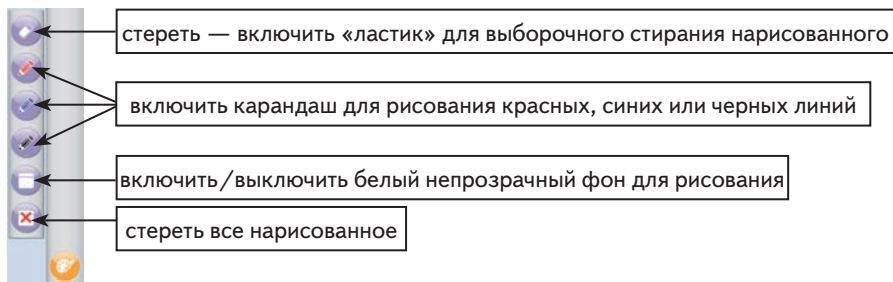 стереть — включить «ластик» для выборочного стирания нарисованного
включить карандаш для рисования красных, синих или черных линий
включить/выключить белый непрозрачный фон для рисования
стереть все нарисованное